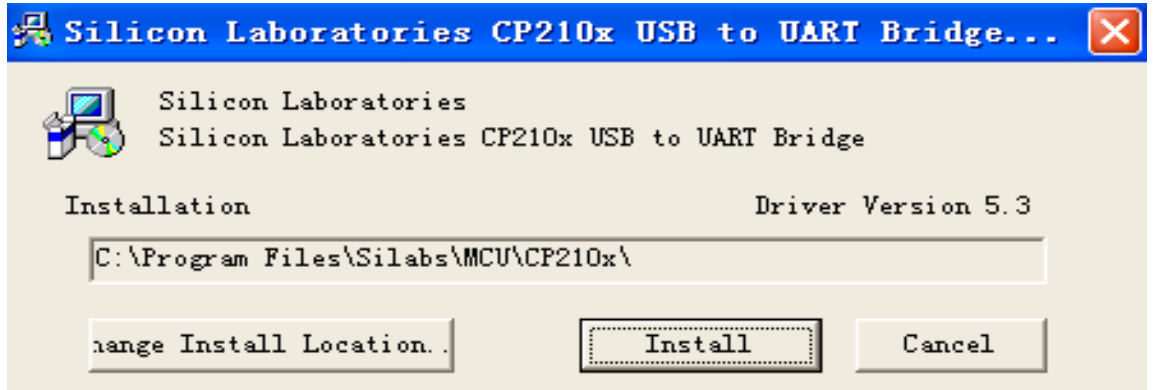 Silicon Laboratories CP210x USB to UART Bridge...
Silicon Laboratories
Silicon Laboratories CP210x USB to UART Bridge
Installation Driver Version 5.3
C:\Program Files\Silabs\MCU\CP210x\
hange Install Location.. Install Cancel